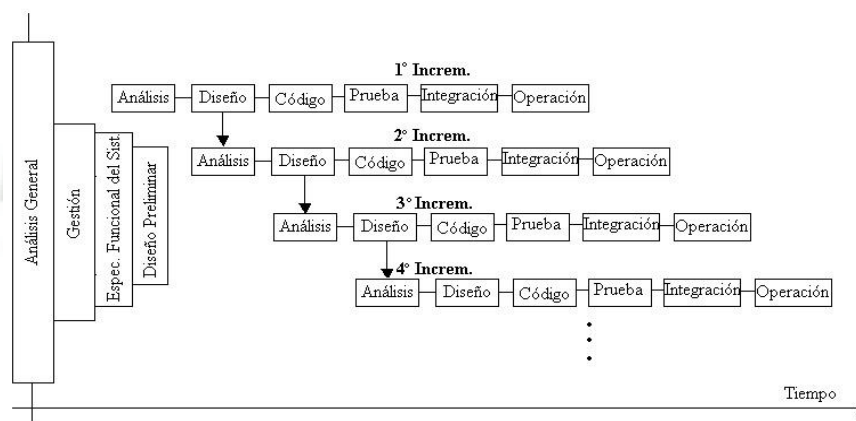 Análisis General
Gestión
Espec. Funcional del Sist.
Diseño Preliminar
1° Increm.
Análisis Diseño Código Prueba Integración Operación
2° Increm.
Análisis Diseño Código Prueba Integración Operación
3° Increm.
Análisis Diseño Código Prueba Integración Operación
4° Increm.
Análisis Diseño Código Prueba Integración Operación
Tiempo